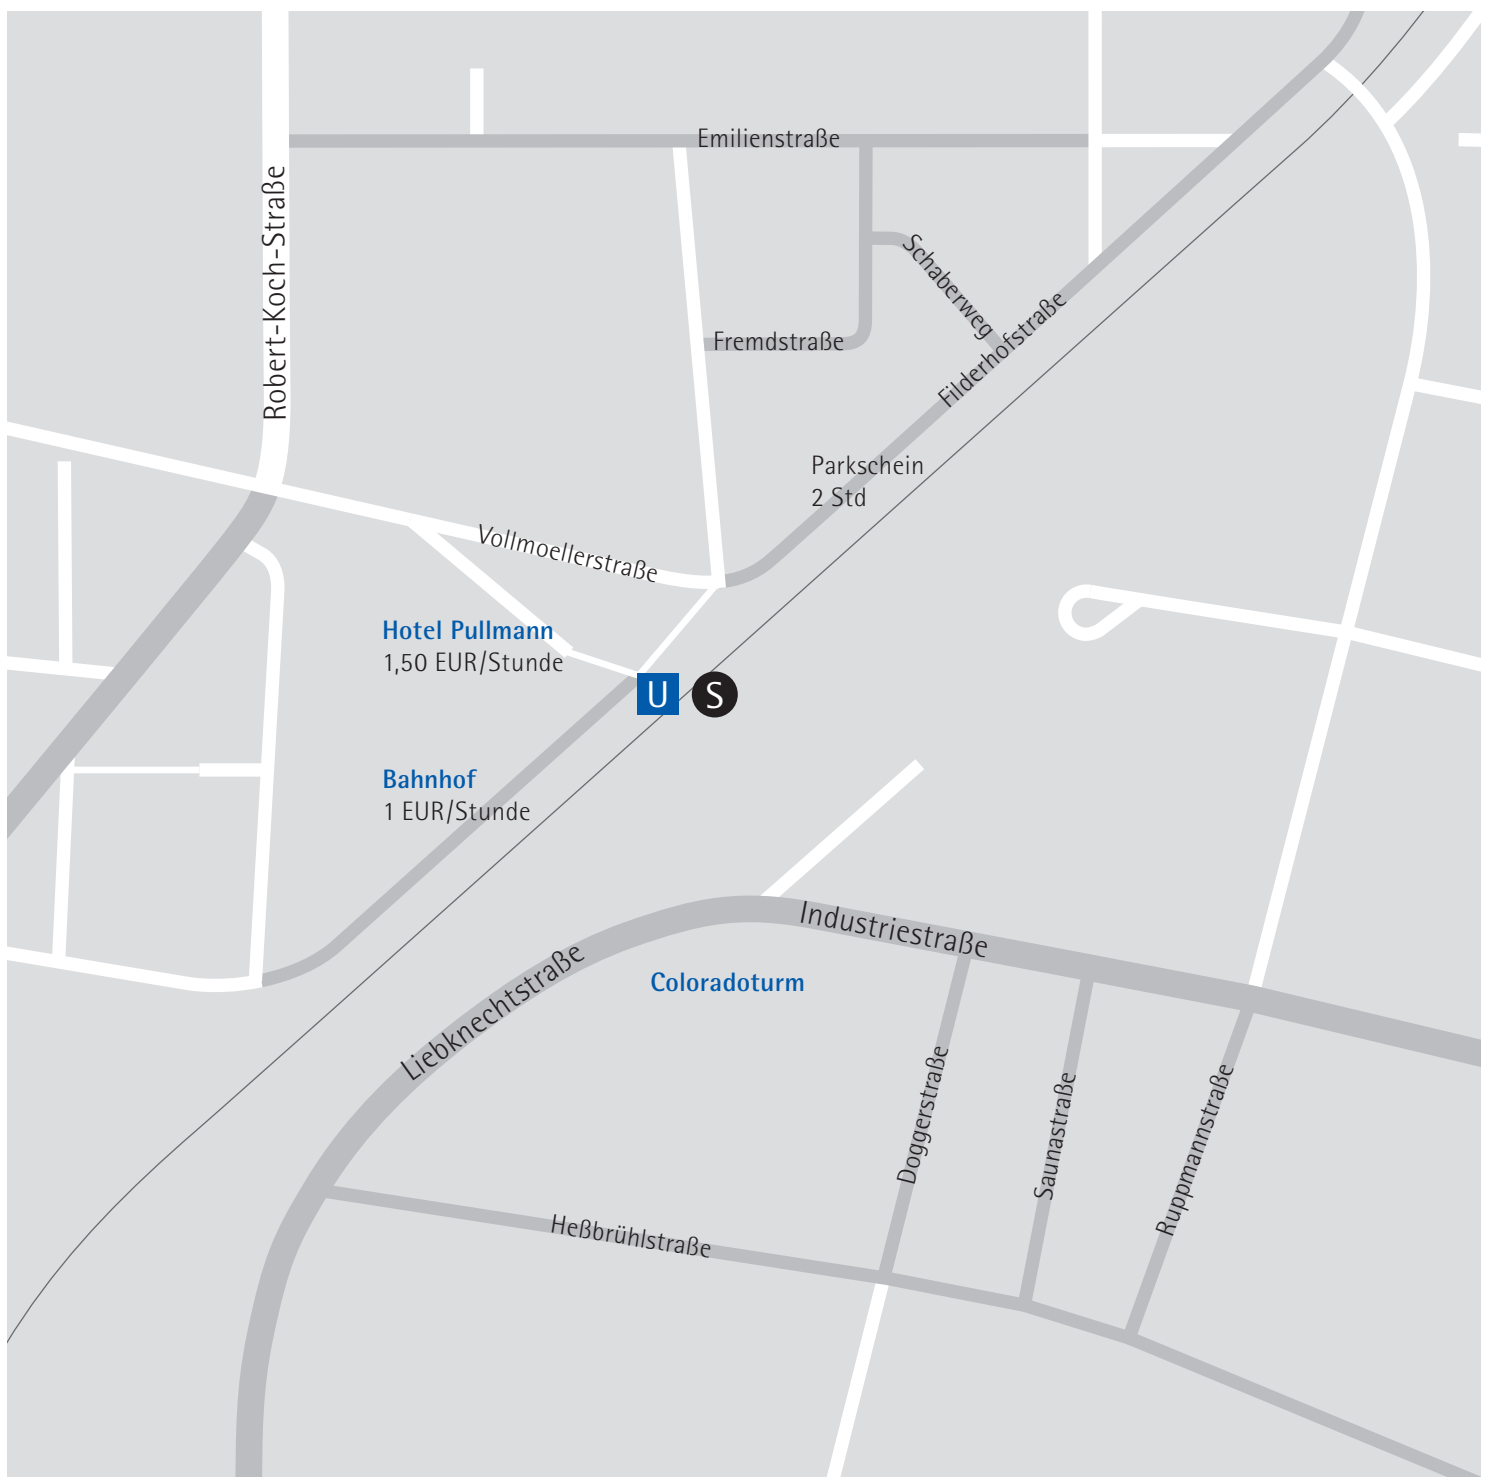 Emilienstraße
Robert-Koch-Straße
Schaberweg
Fremdstraße
Filderhofstraße
Parkschein
2 Std
Vollmoellerstraße
Hotel Pullmann
1,50 EUR/Stunde
U
S
Bahnhof
1 EUR/Stunde
Industriestraße
Liebknechtstraße
Coloradoturm
Doggerstraße
Saunastraße
Ruppmannstraße
Heßbrühlstraße